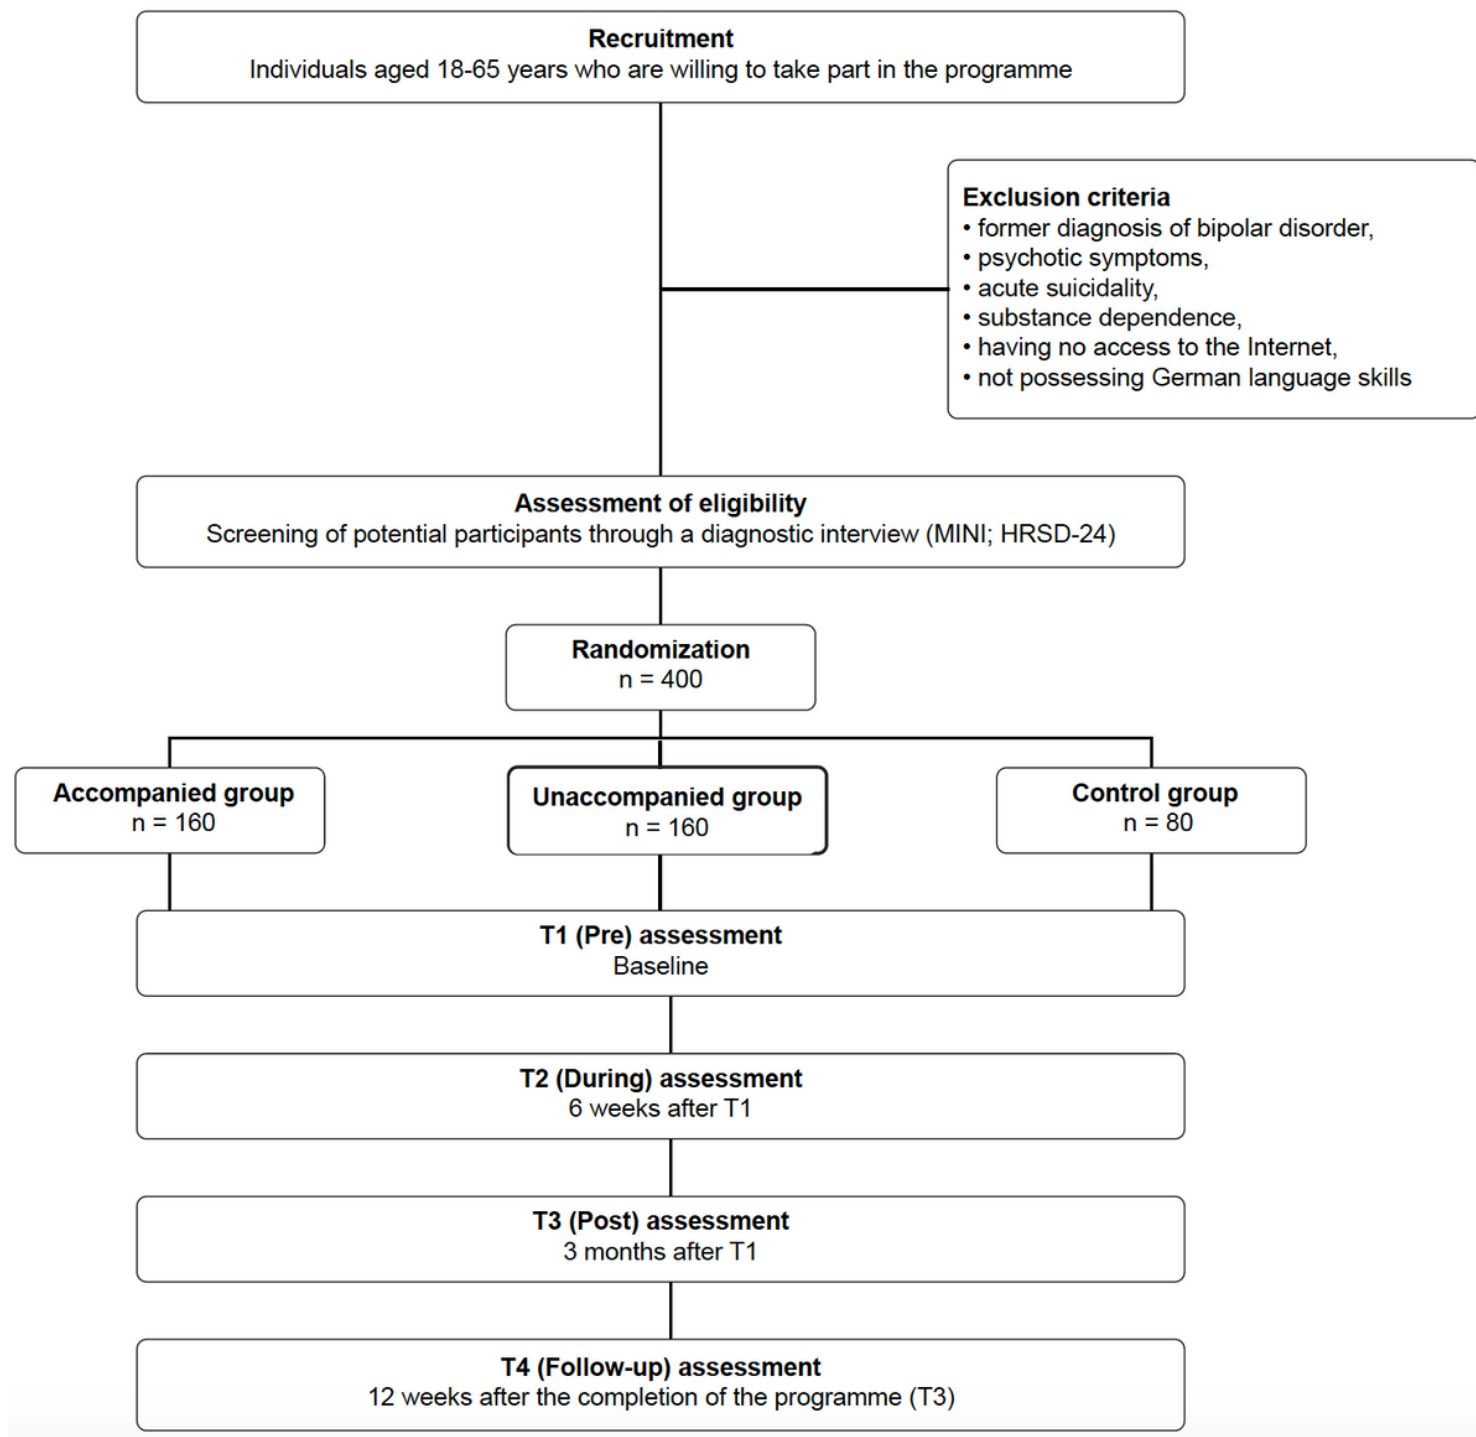 Recruitment
Individuals aged 18-65 years who are willing to take part in the programme
Exclusion criteria
• former diagnosis of bipolar disorder,
• psychotic symptoms,
• acute suicidality,
• substance dependence,
• having no access to the Internet,
• not possessing German language skills
Assessment of eligibility
Screening of potential participants through a diagnostic interview (MINI; HRSD-24)
Randomization
n = 400
Accompanied group
n = 160
Unaccompanied group
n = 160
Control group
n = 80
T1 (Pre) assessment
Baseline
T2 (During) assessment
6 weeks after T1
T3 (Post) assessment
3 months after T1
T4 (Follow-up) assessment
12 weeks after the completion of the programme (T3)